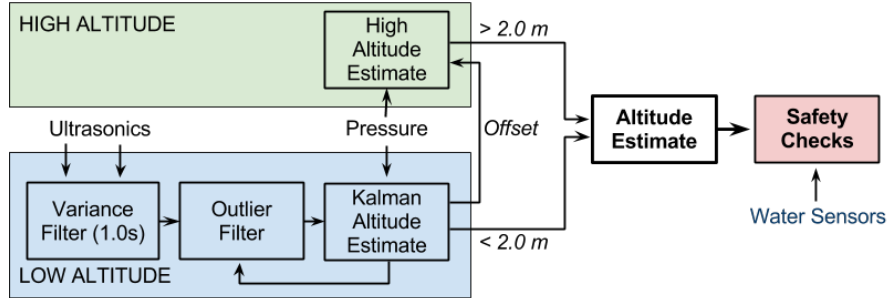 HIGH ALTITUDE
High
Altitude
Estimate
> 2.0 m
Ultrasonics
Pressure
Offset
Altitude
Estimate
Safety
Checks
Variance
Filter (1.0s)
Outlier
Filter
Kalman
Altitude
Estimate
< 2.0 m
Water Sensors
LOW ALTITUDE